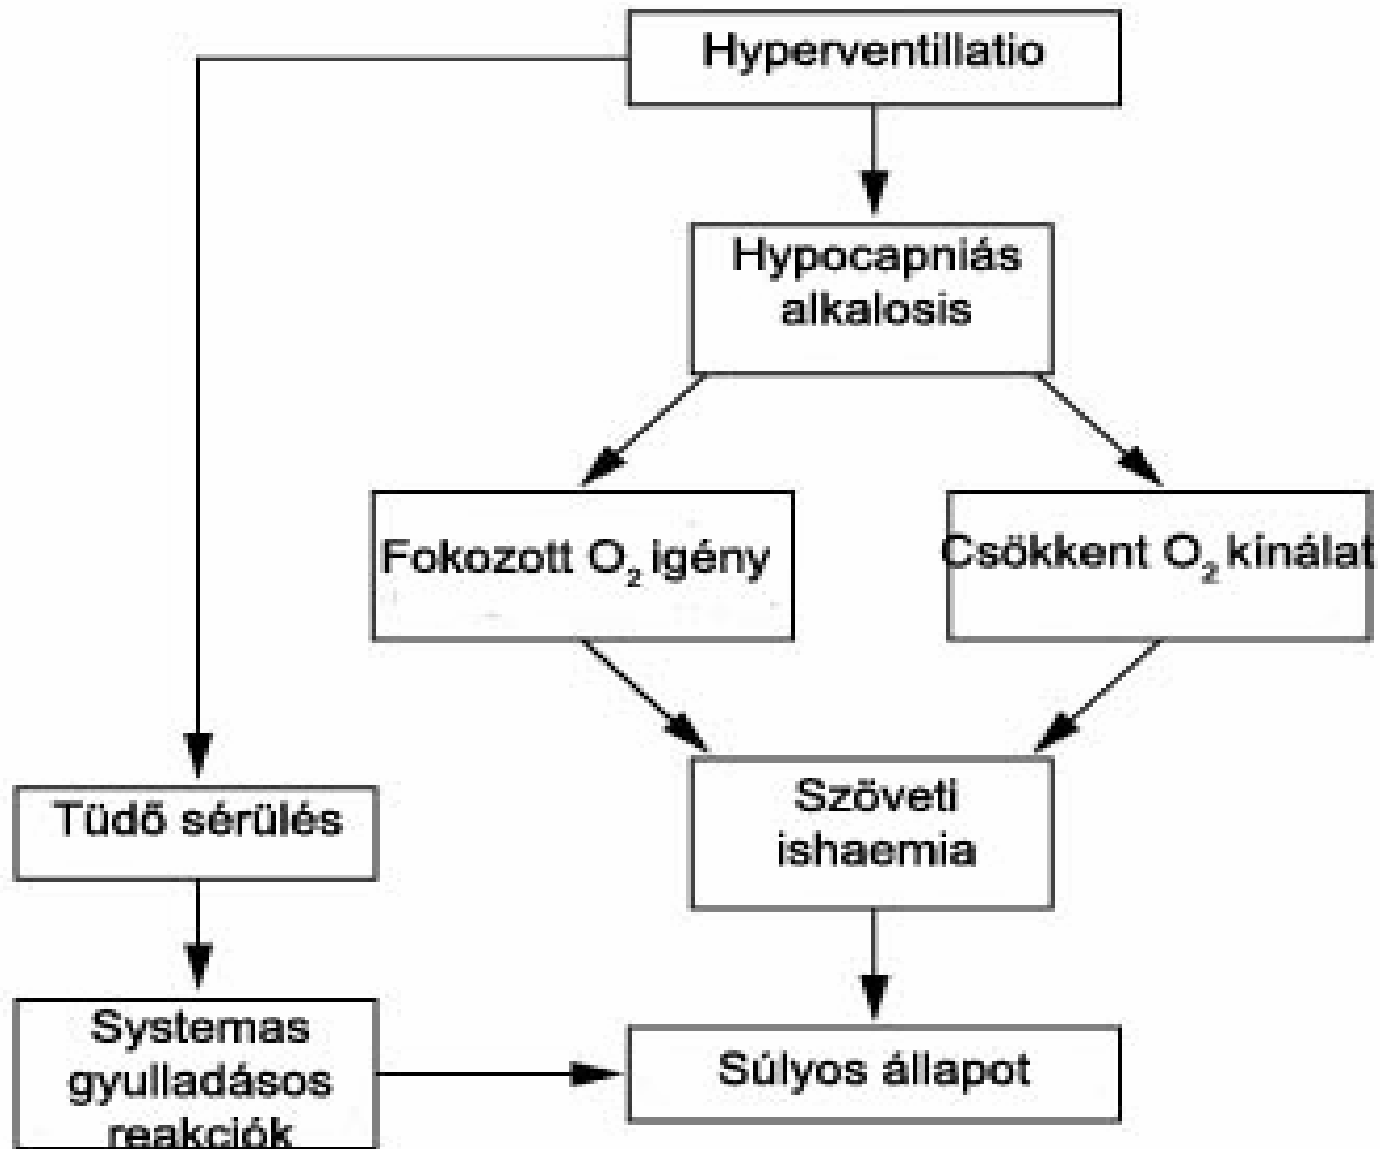 Hyperventillatio
Hypocapniás
alkalosis
Fokozott O₂ igény
Csökkent O₂ kínálat
Tüdő sérülés
Szöveti
ishaemia
Systemas
gyulladásos
reakciók
Súlyos állapot